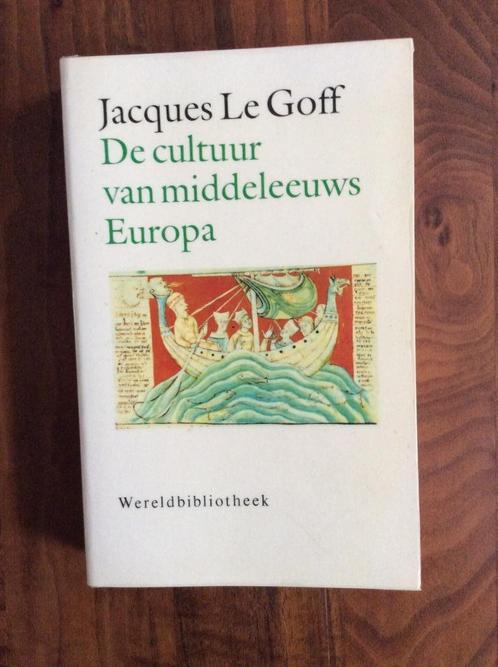 Jacques Le Goff
De cultuur
van middeleeuws
Europa
Wereldbibliotheek